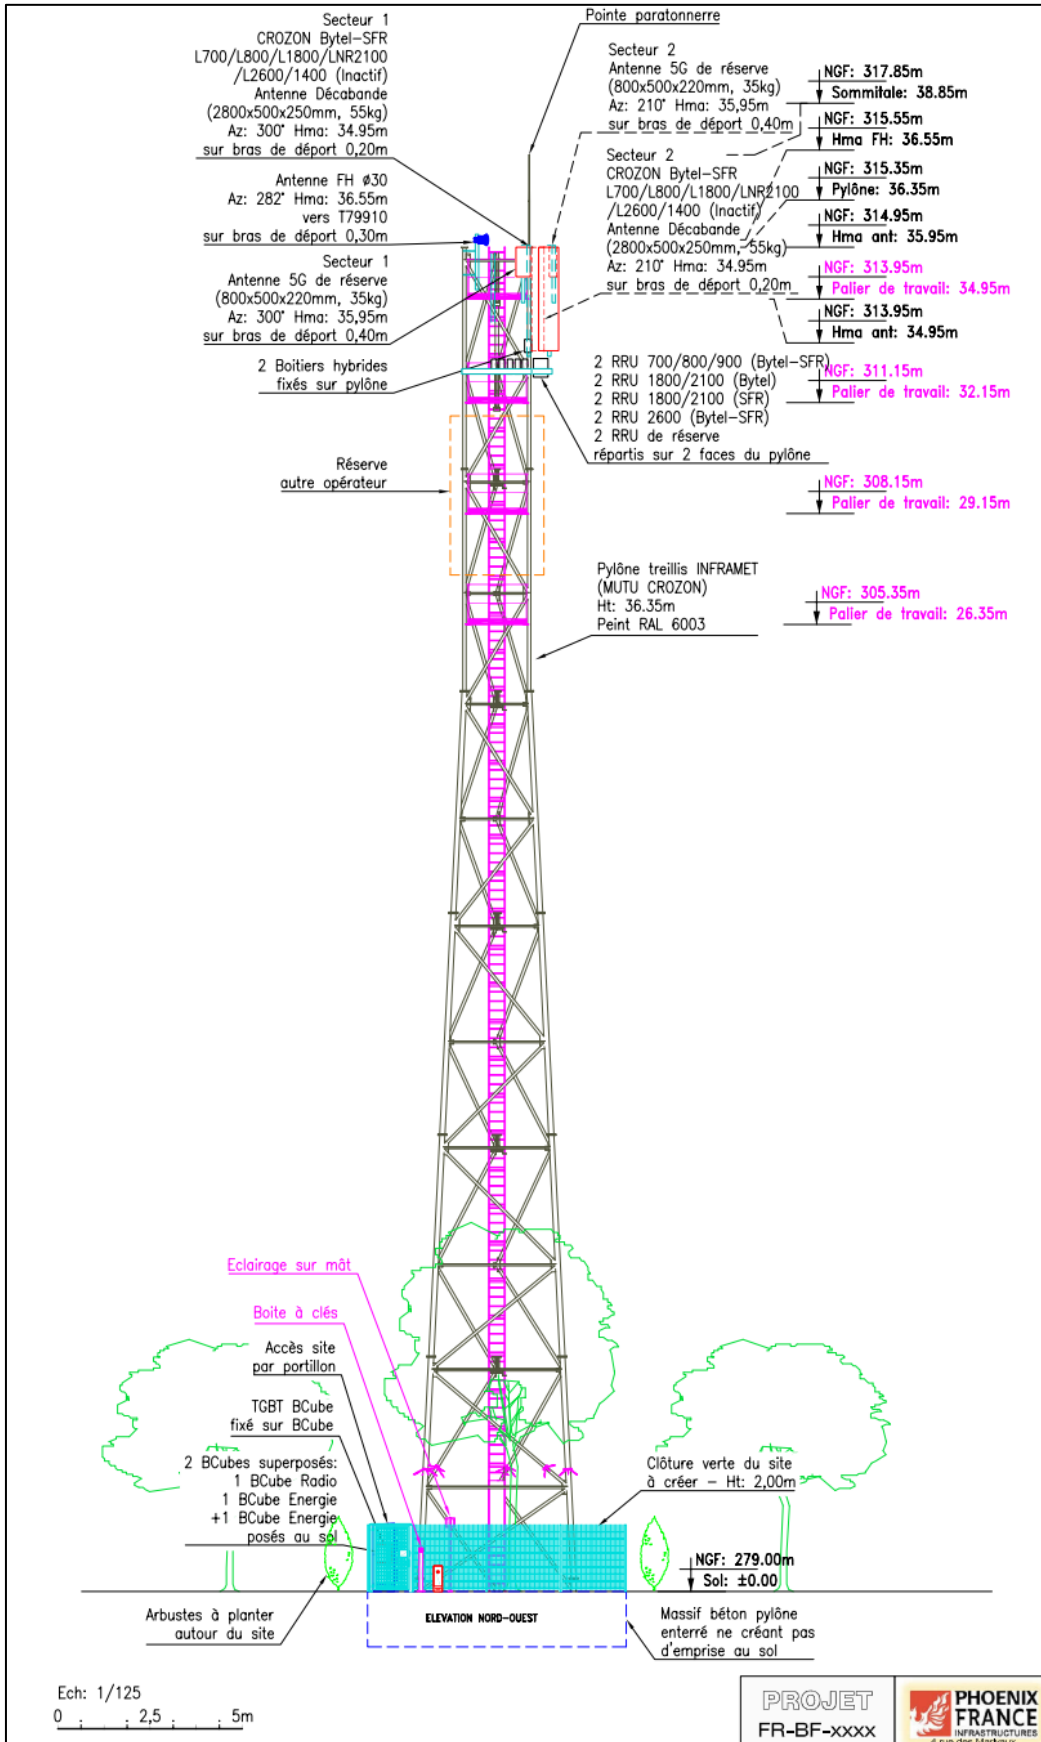 Secteur 1
CROZON Bytel-SFR
L700/L800/L1800/LNR2100
/L2600/1400 (Inactif)
Antenne Décabande
(2800x500x250mm, 55kg)
Az: 300° Hma: 34.95m
sur bras de départ 0,20m
Antenne FH ø30
Az: 282° Hma: 36.55m
vers T79910
sur bras de départ 0,30m
Secteur 1
Antenne 5G de réserve
(800x500x220mm, 35kg)
Az: 300° Hma: 35,95m
sur bras de départ 0,40m
2 Boitiers hybrides
fixés sur pylône
Réserve
autre opérateur
Pointe paratonnerre
Secteur 2
Antenne 5G de réserve
(800x500x220mm, 35kg)
Az: 210° Hma: 35,95m
sur bras de départ 0,40m
Secteur 2
CROZON Bytel-SFR
L700/L800/L1800/LNR2100
/L2600/1400 (Inactif)
Antenne Décabande
(2800x500x250mm, 55kg)
Az: 210° Hma: 34.95m
sur bras de départ 0,20m
2 RRU 700/800/900 (Bytel-SFR)
2 RRU 1800/2100 (Bytel)
2 RRU 1800/2100 (SFR)
2 RRU 2600 (Bytel-SFR)
2 RRU de réserve
répartis sur 2 faces du pylône
NGF: 317.85m
Sommitale: 38.85m
NGF: 315.55m
Hma FH: 36.55m
NGF: 315.35m
Pylône: 36.35m
NGF: 314.95m
Hma ant: 35.95m
NGF: 313.95m
Palier de travail: 34.95m
NGF: 313.95m
Hma ant: 34.95m
NGF: 311.15m
Palier de travail: 32.15m
NGF: 308.15m
Palier de travail: 29.15m
NGF: 305.35m
Palier de travail: 26.35m
Pylône treillis INFRAMET
(MUTU CROZON)
Ht: 36.35m
Peint RAL 6003
Eclairage sur mât
Boite à clés
Accès site
par portillon
TGBT BCube
fixé sur BCube
2 BCubes superposés:
1 BCube Radio
1 BCube Energie
+1 BCube Energie
posés au sol
Arbustes à planter
autour du site
Clôture verte du site
à créer - Ht: 2,00m
NGF: 279.00m
Sol: ±0.00
ELEVATION NORD-OUEST
Massif béton pylône
enterré ne créant pas
d'emprise au sol
Ech: 1/125
0 2,5 5m
PROJET
FR-BF-xxxx
PHOENIX
FRANCE
INFRASTRUCTURES